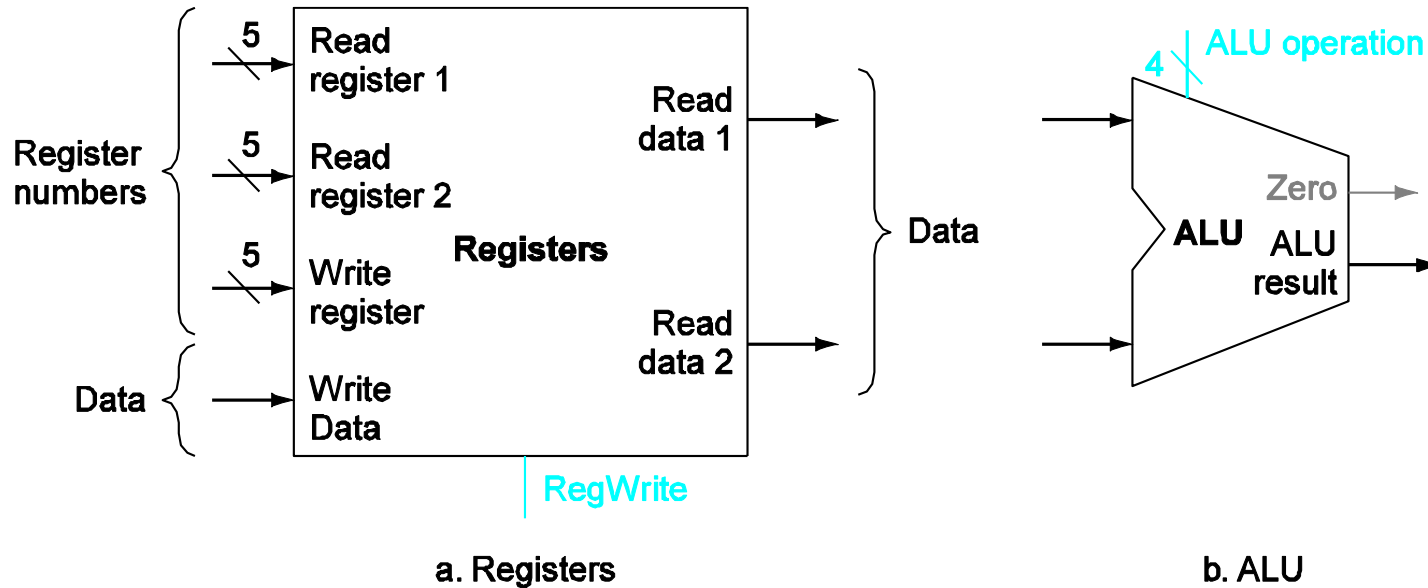 Register
numbers
Data
5
Read
register 1
5
Read
register 2
5
Write
register
Write
Data
Registers
Read
data 1
Read
data 2
RegWrite
Data
a. Registers
4
ALU operation
Zero
ALU
ALU
result
b. ALU